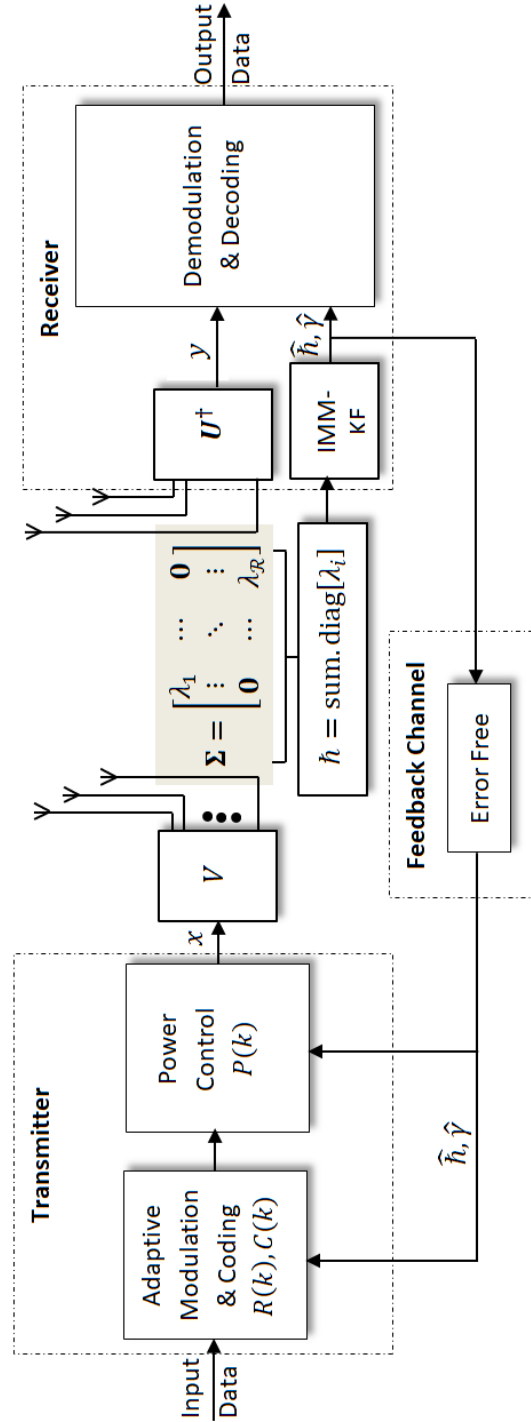 Transmitter
Input
Data
Adaptive
Modulation
& Coding
R(k), C(k)
Power
Control
P(k)
x
V
Σ = [λ₁ ⋯ 0
⋮ ⋱ ⋮
0 ⋯ λ_ℛ]
ℏ = sum. diag[λᵢ]
Receiver
U†
y
IMM-
KF
ℏ̂, γ̂
Demodulation
& Decoding
Output
Data
Feedback Channel
Error Free
ℏ̂, γ̂